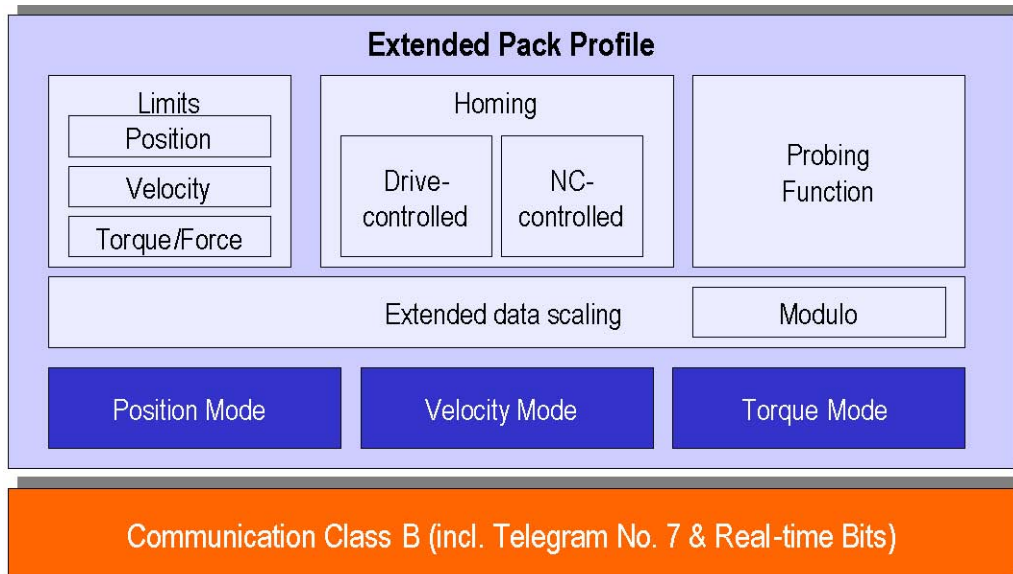 Extended Pack Profile
Limits
Position
Velocity
Torque/Force
Homing
Drive-
controlled
NC-
controlled
Probing
Function
Extended data scaling
Modulo
Position Mode
Velocity Mode
Torque Mode
Communication Class B (incl. Telegram No. 7 & Real-time Bits)